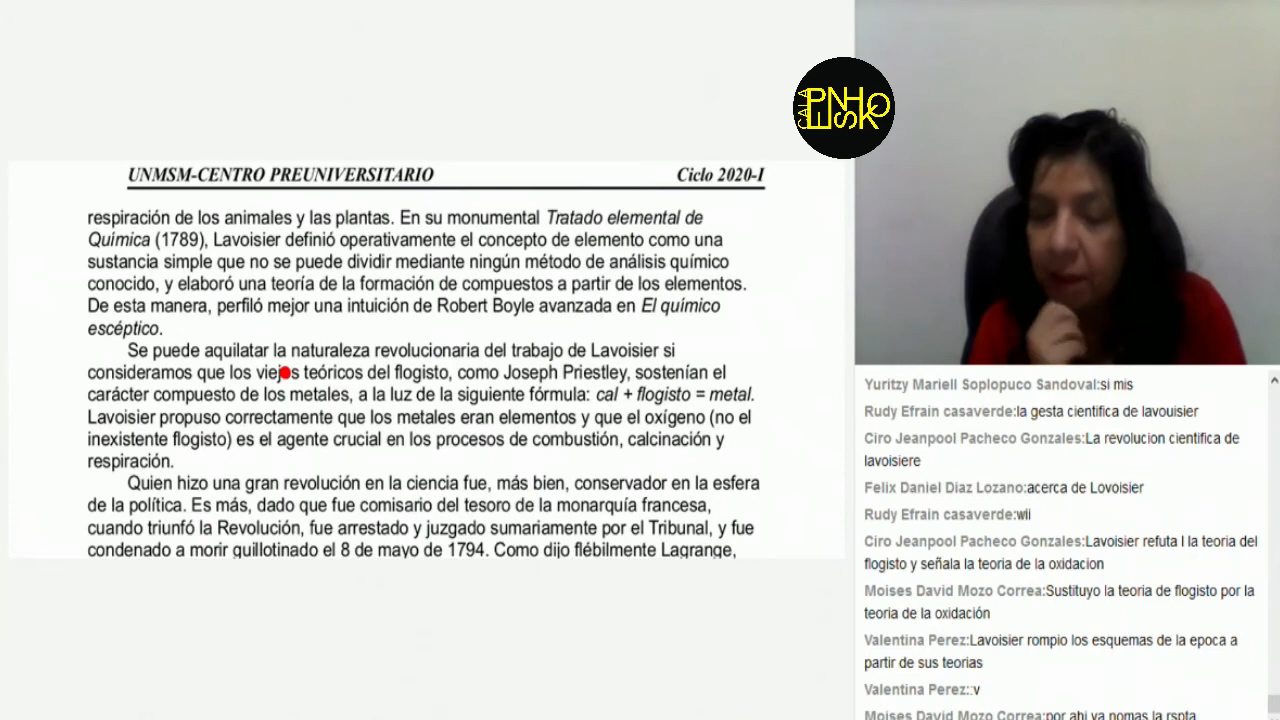 CALA
PENHSKO
UNMSM-CENTRO PREUNIVERSITARIO Ciclo 2020-I
respiración de los animales y las plantas. En su monumental Tratado elemental de
Química (1789), Lavoisier definió operativamente el concepto de elemento como una
sustancia simple que no se puede dividir mediante ningún método de análisis químico
conocido, y elaboró una teoría de la formación de compuestos a partir de los elementos.
De esta manera, perfiló mejor una intuición de Robert Boyle avanzada en El químico
escéptico.
Se puede aquilatar la naturaleza revolucionaria del trabajo de Lavoisier si
consideramos que los viejos teóricos del flogisto, como Joseph Priestley, sostenían el
carácter compuesto de los metales, a la luz de la siguiente fórmula: cal + flogisto = metal.
Lavoisier propuso correctamente que los metales eran elementos y que el oxígeno (no el
inexistente flogisto) es el agente crucial en los procesos de combustión, calcinación y
respiración.
Quien hizo una gran revolución en la ciencia fue, más bien, conservador en la esfera
de la política. Es más, dado que fue comisario del tesoro de la monarquía francesa,
cuando triunfó la Revolución, fue arrestado y juzgado sumariamente por el Tribunal, y fue
condenado a morir guillotinado el 8 de mayo de 1794. Como dijo flébilmente Lagrange,
Yuritzy Mariell Soplopuco Sandoval:si mis
Rudy Efrain casaverde:la gesta cientifica de lavouisier
Ciro Jeanpool Pacheco Gonzales:La revolucion cientifica de
lavoisiere
Felix Daniel Diaz Lozano:acerca de Lovoisier
Rudy Efrain casaverde:wii
Ciro Jeanpool Pacheco Gonzales:Lavoisier refuta l la teoria del
flogisto y señala la teoria de la oxidacion
Moises David Mozo Correa:Sustituyo la teoria de flogisto por la
teoria de la oxidación
Valentina Perez:Lavoisier rompio los esquemas de la epoca a
partir de sus teorias
Valentina Perez::v
Moises David Mozo Correa:por ahi va nomas la rspta